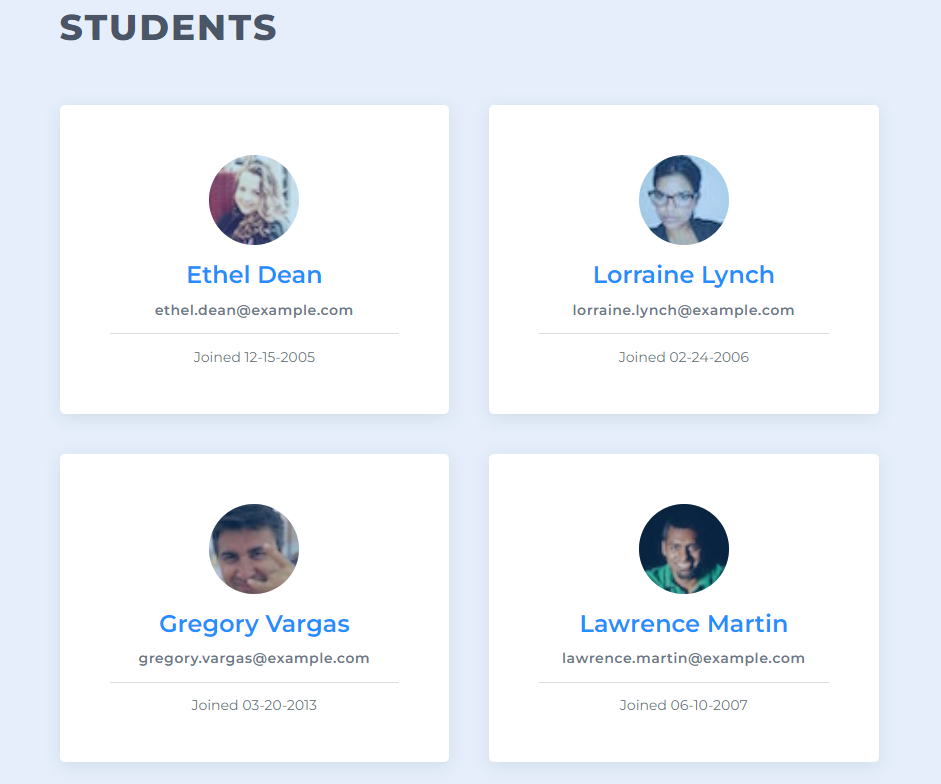 STUDENTS
Ethel Dean
ethel.dean@example.com
Joined 12-15-2005
Lorraine Lynch
lorraine.lynch@example.com
Joined 02-24-2006
Gregory Vargas
gregory.vargas@example.com
Joined 03-20-2013
Lawrence Martin
lawrence.martin@example.com
Joined 06-10-2007